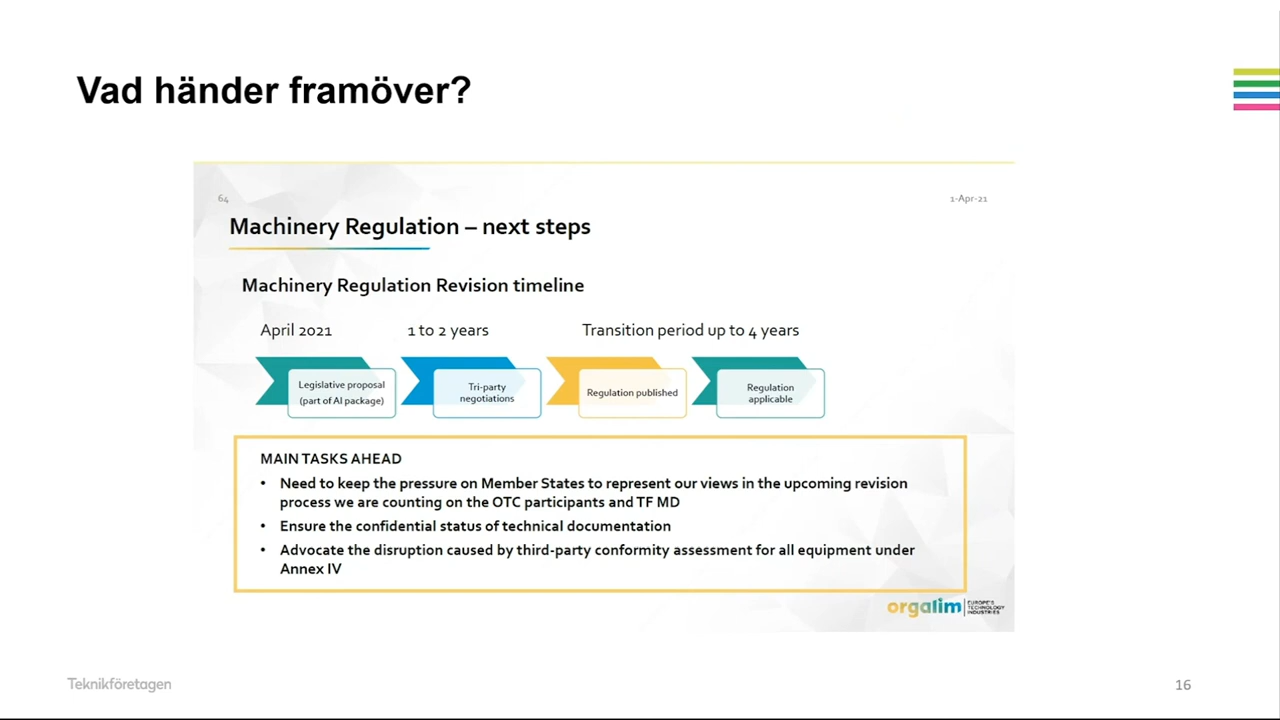 Vad händer framöver?
64
1-Apr-21
Machinery Regulation – next steps
Machinery Regulation Revision timeline
April 2021
1 to 2 years
Transition period up to 4 years
Legislative proposal
(part of AI package)
Tri-party
negotiations
Regulation published
Regulation
applicable
MAIN TASKS AHEAD
• Need to keep the pressure on Member States to represent our views in the upcoming revision
process we are counting on the OTC participants and TF MD
• Ensure the confidential status of technical documentation
• Advocate the disruption caused by third-party conformity assessment for all equipment under
Annex IV
orgalim
EUROPE'S
TECHNOLOGY
INDUSTRIES
Teknikföretagen
16